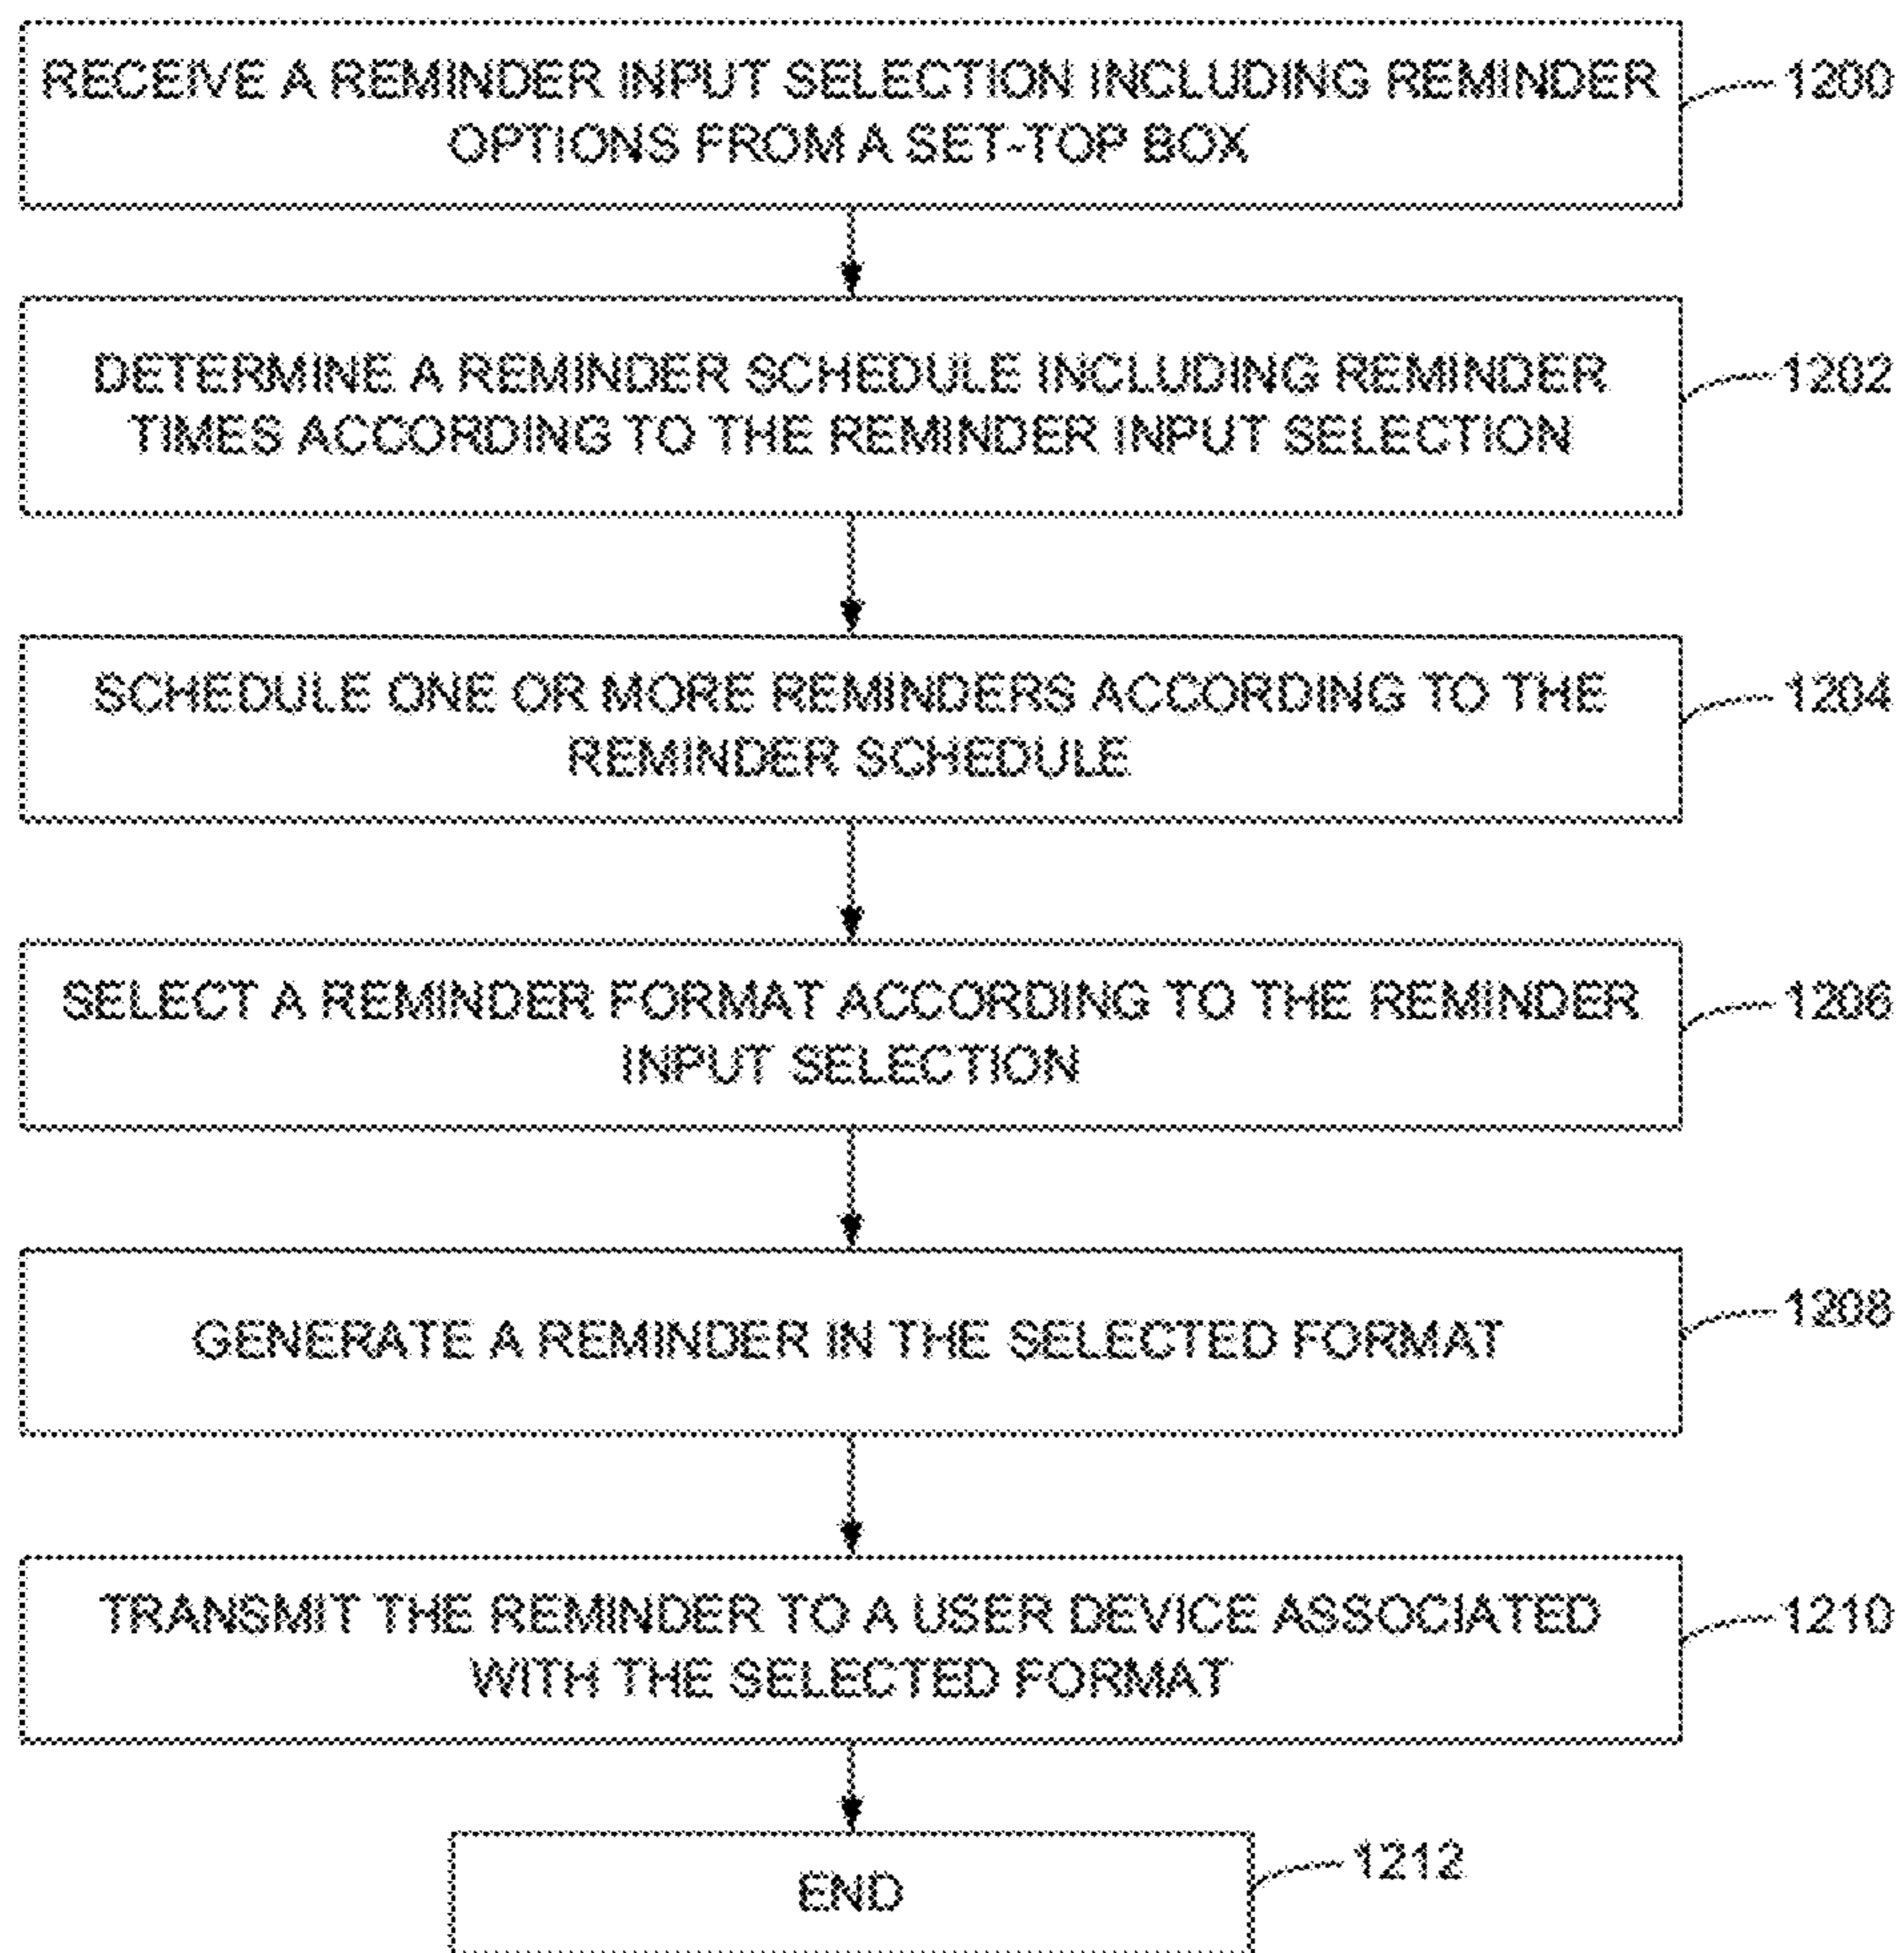 RECEIVE A REMINDER INPUT SELECTION INCLUDING REMINDER
OPTIONS FROM A SET-TOP BOX
1200
DETERMINE A REMINDER SCHEDULE INCLUDING REMINDER
TIMES ACCORDING TO THE REMINDER INPUT SELECTION
1202
SCHEDULE ONE OR MORE REMINDERS ACCORDING TO THE
REMINDER SCHEDULE
1204
SELECT A REMINDER FORMAT ACCORDING TO THE REMINDER
INPUT SELECTION
1206
GENERATE A REMINDER IN THE SELECTED FORMAT
1208
TRANSMIT THE REMINDER TO A USER DEVICE ASSOCIATED
WITH THE SELECTED FORMAT
1210
END
1212